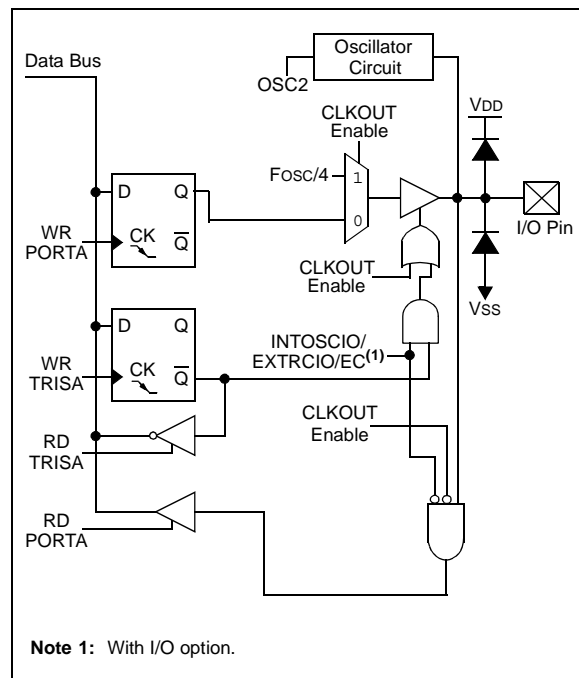 Data Bus
Oscillator
Circuit
OSC2
VDD
CLKOUT
Enable
FOSC/4
1
D
Q
WR
PORTA
CK
Q
0
I/O Pin
CLKOUT
Enable
VSS
D
Q
WR
TRISA
CK
Q
INTOSCIO/
EXTRCIO/EC(1)
CLKOUT
Enable
RD
TRISA
RD
PORTA
Note 1: With I/O option.